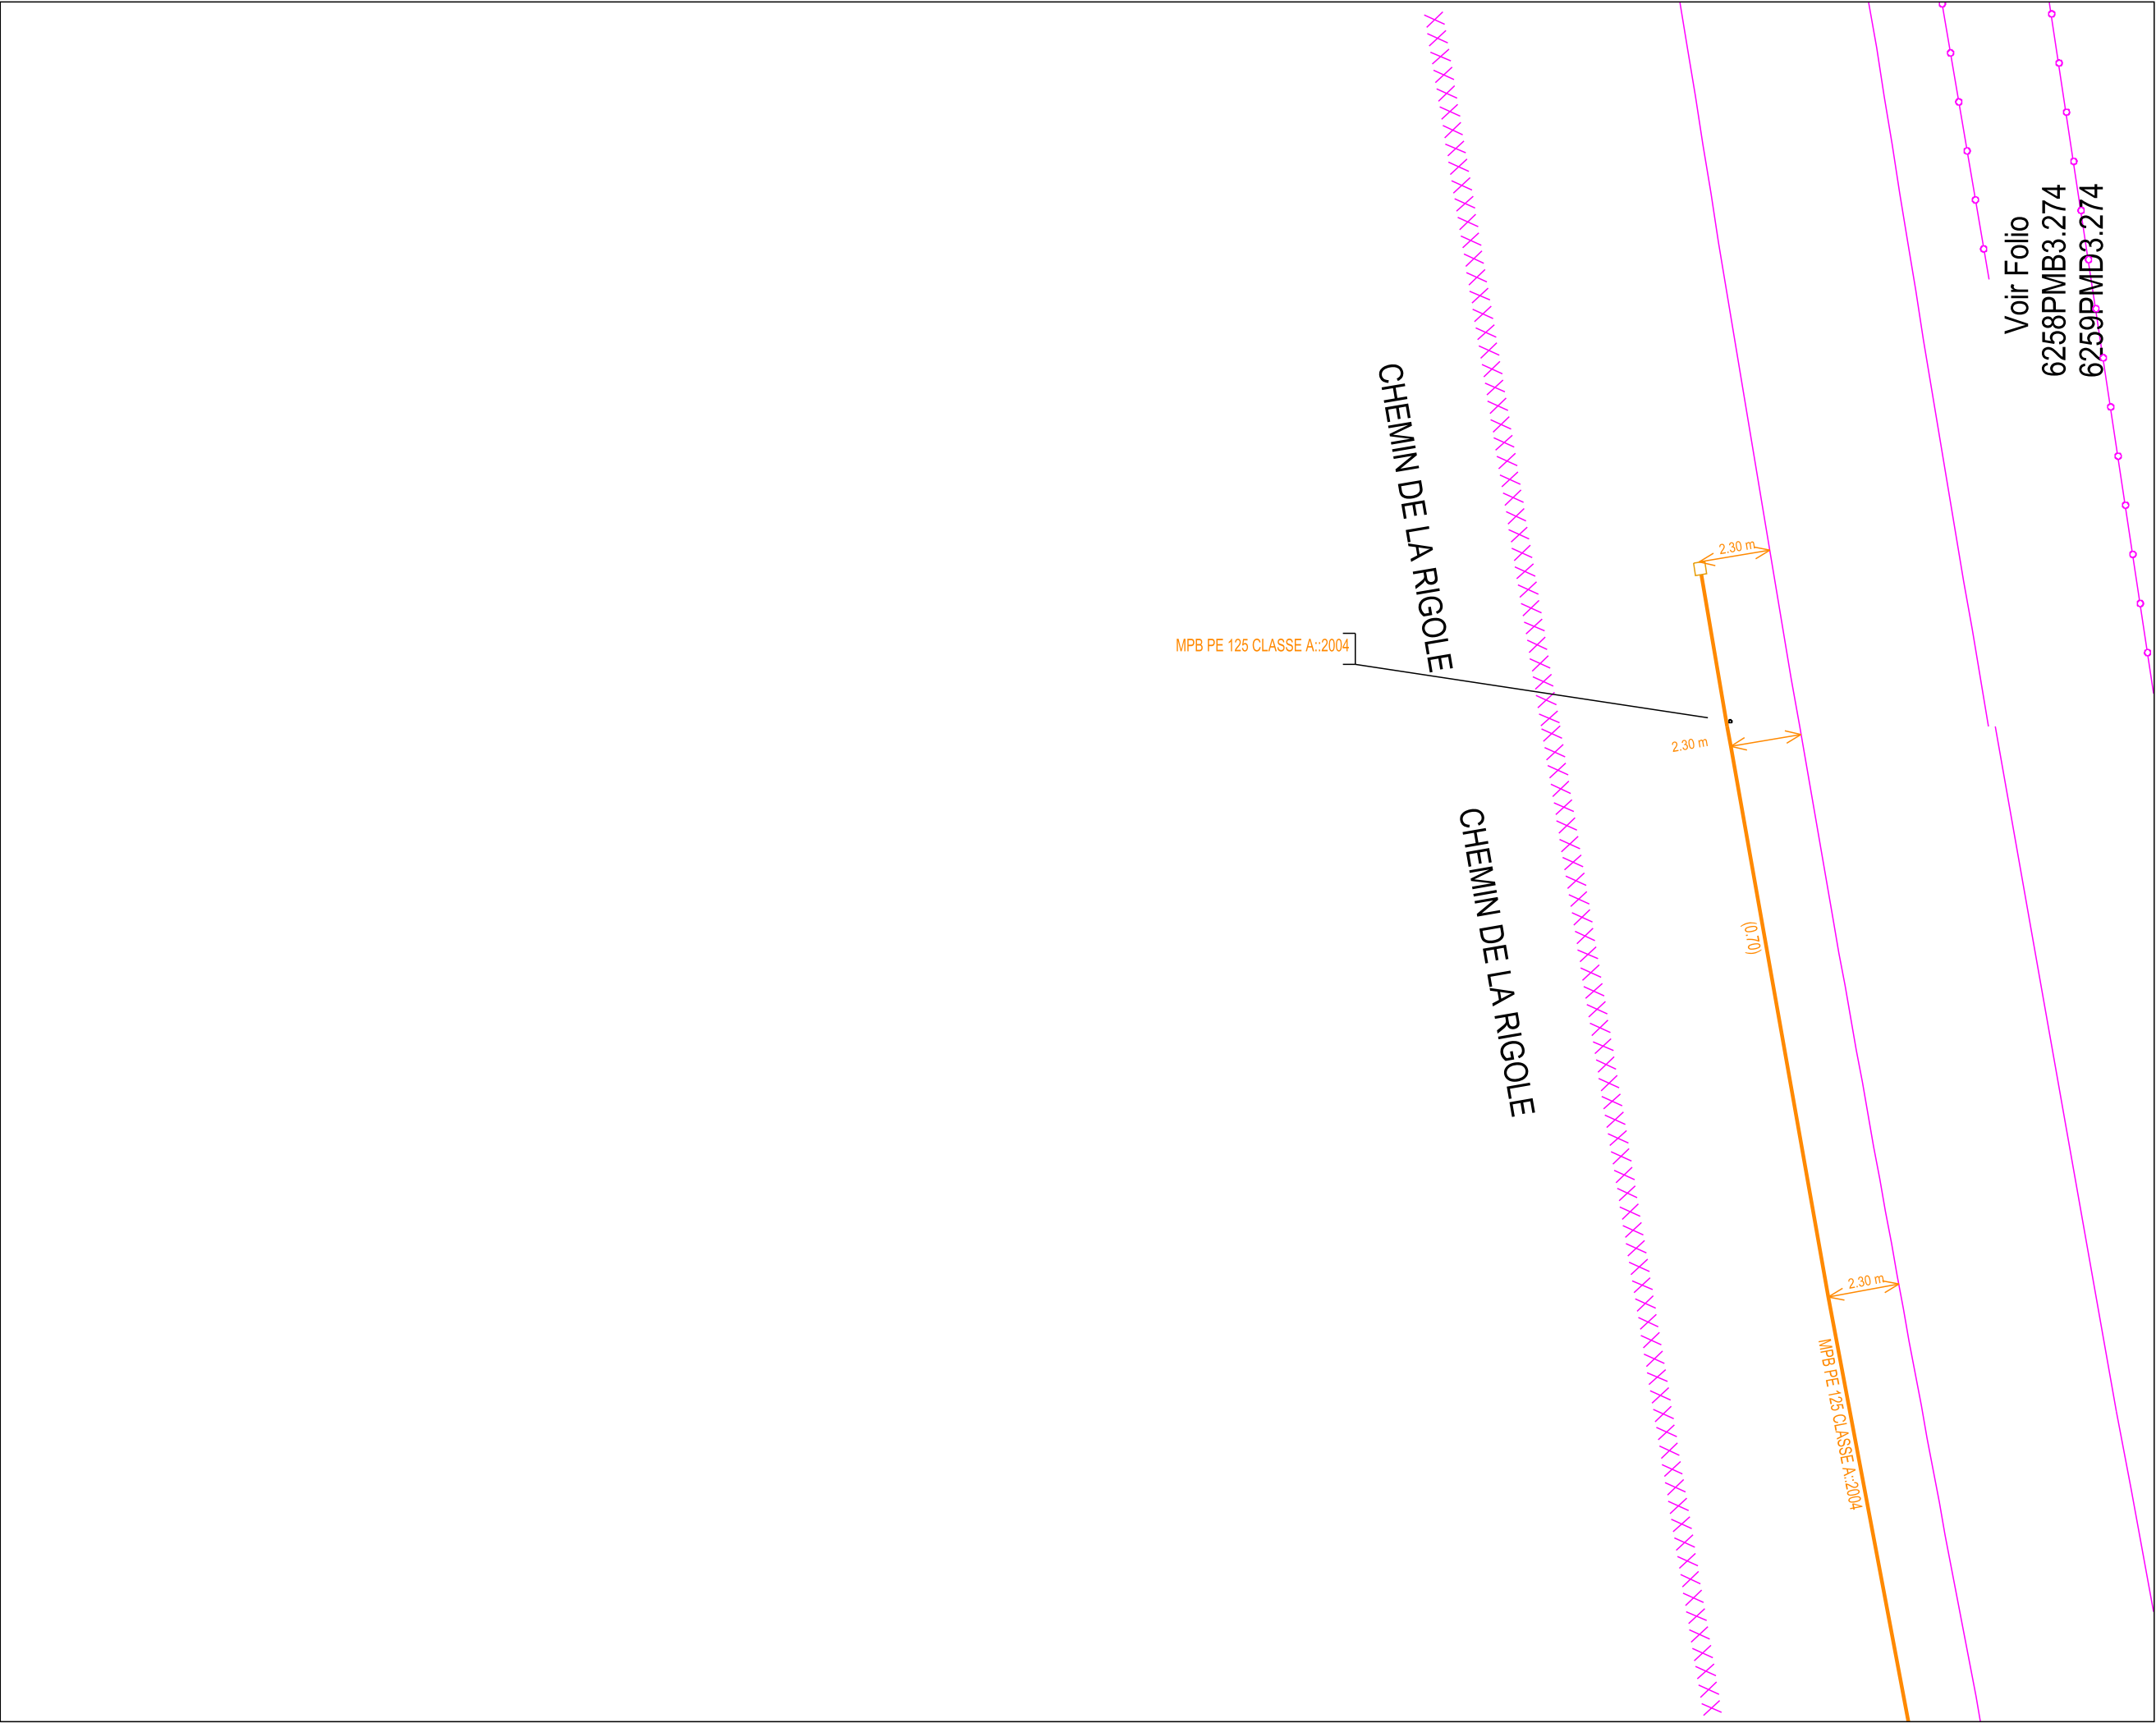 Voir Folio
6258PMB3.274
6259PMD3.274
CHEMIN DE LA RIGOLE
2.30 m
MPB PE 125 CLASSE A::2004
2.30 m
CHEMIN DE LA RIGOLE
(0.70)
2.30 m
MPB PE 125 CLASSE A::2004